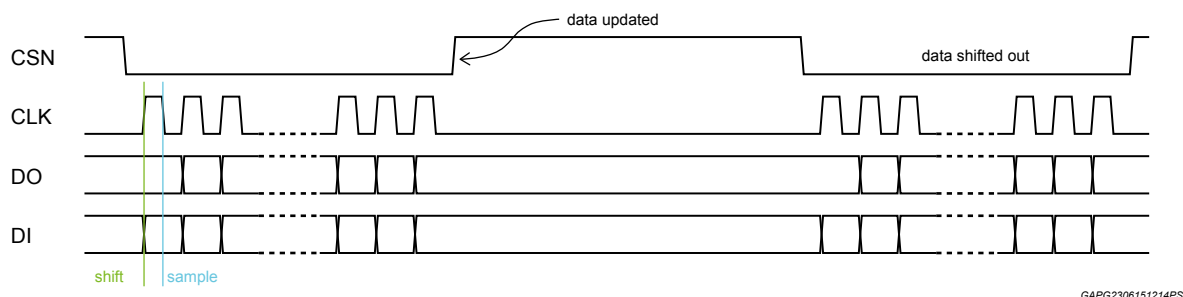 data updated
CSN
data shifted out
CLK
DO
DI
shift
sample
GAPG2306151214PS